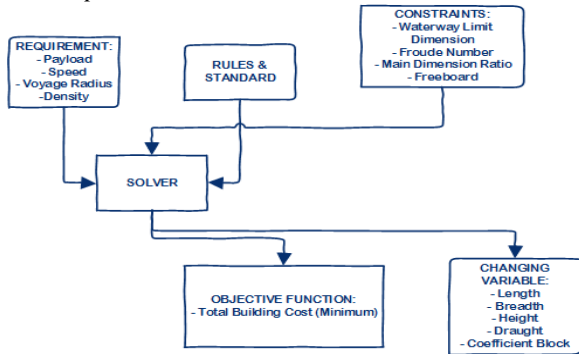 REQUIREMENT:
- Payload
- Speed
- Voyage Radius
-Density
RULES &
STANDARD
CONSTRAINTS:
- Waterway Limit
Dimension
- Froude Number
- Main Dimension Ratio
- Freeboard
SOLVER
OBJECTIVE FUNCTION:
- Total Building Cost (Minimum)
CHANGING
VARIABLE:
- Length
- Breadth
- Height
- Draught
- Coefficient Block